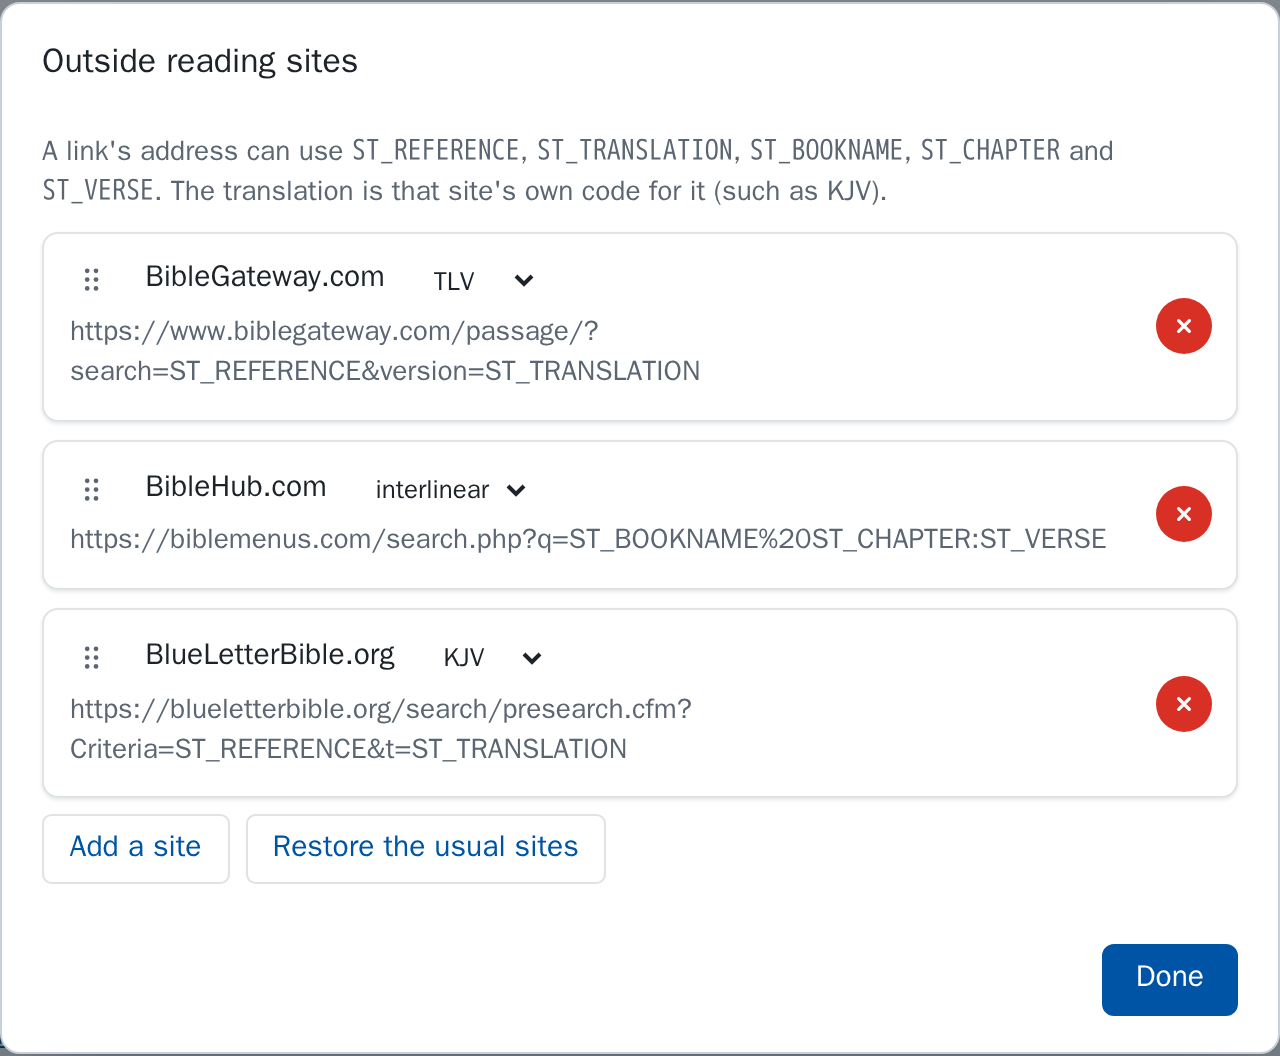 Outside reading sites
A link's address can use ST_REFERENCE, ST_TRANSLATION, ST_BOOKNAME, ST_CHAPTER and
ST_VERSE. The translation is that site's own code for it (such as KJV).
BibleGateway.com TLV
https://www.biblegateway.com/passage/?
search=ST_REFERENCE&version=ST_TRANSLATION
BibleHub.com interlinear
https://biblemenus.com/search.php?q=ST_BOOKNAME%20ST_CHAPTER:ST_VERSE
BlueLetterBible.org KJV
https://blueletterbible.org/search/presearch.cfm?
Criteria=ST_REFERENCE&t=ST_TRANSLATION
Add a site Restore the usual sites
Done